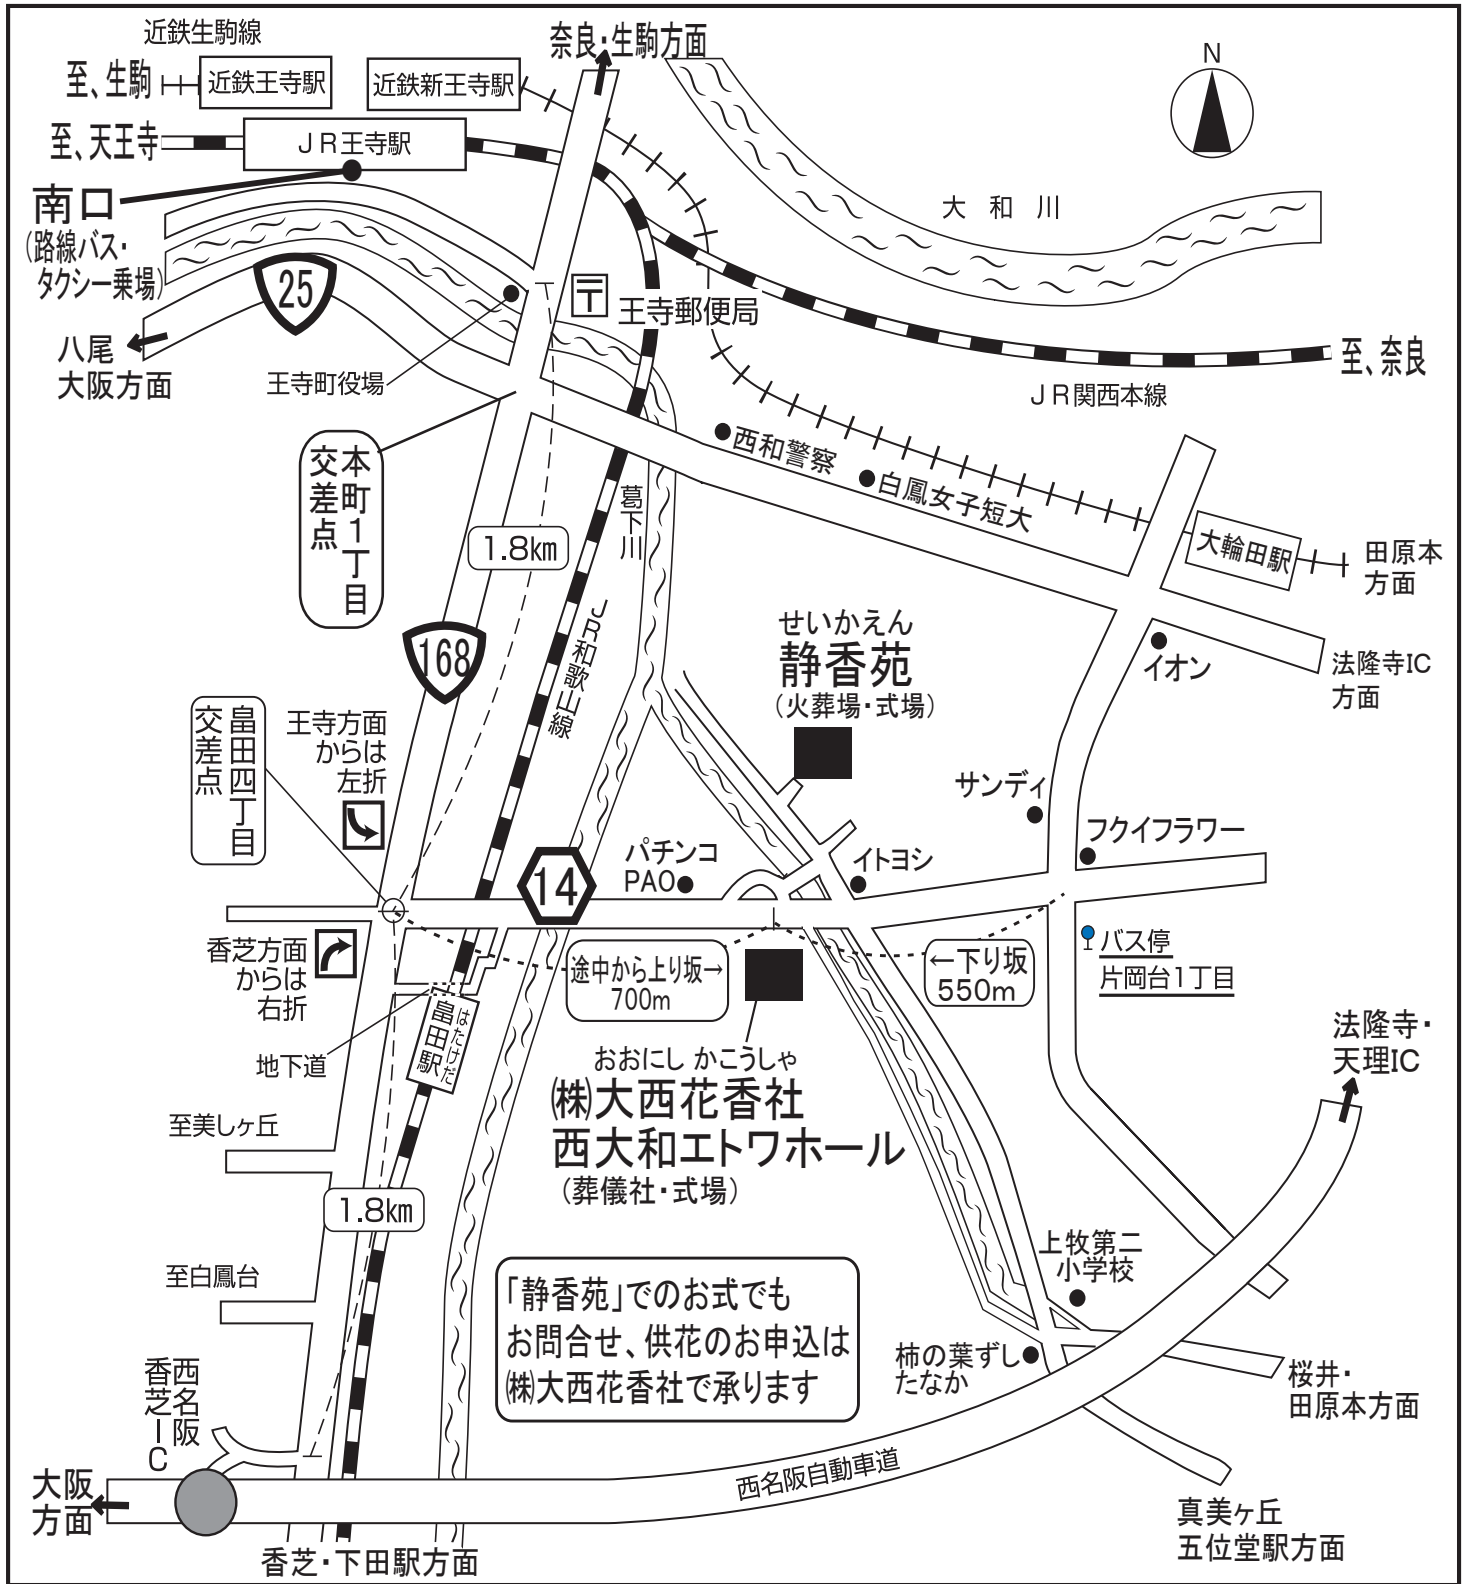 近鉄生駒線
至、生駒
近鉄王寺駅
近鉄新王寺駅
奈良・生駒方面
N
至、天王寺
ＪＲ王寺駅
南口
(路線バス・
タクシー乗場)
大和川
25
〒
王寺郵便局
八尾
大阪方面
王寺町役場
至、奈良
ＪＲ関西本線
本町１丁目
交差点
西和警察
白鳳女子短大
葛下川
1.8km
大輪田駅
田原本
方面
168
ＪＲ和歌山線
せいかえん
静香苑
(火葬場・式場)
イオン
法隆寺IC
方面
畠田四丁目
交差点
王寺方面
からは
左折
サンディ
フクイフラワー
パチンコ
PAO
イトヨシ
14
香芝方面
からは
右折
途中から上り坂→
700m
←下り坂
550m
バス停
片岡台1丁目
はたけだ
畠田駅
地下道
法隆寺・
天理IC
おおにし かこうしゃ
㈱大西花香社
西大和エトワホール
(葬儀社・式場)
至美しヶ丘
1.8km
上牧第二
小学校
至白鳳台
「静香苑」でのお式でも
お問合せ、供花のお申込は
㈱大西花香社で承ります
柿の葉ずし
たなか
西名阪
香芝IC
桜井・
田原本方面
大阪
方面
西名阪自動車道
真美ヶ丘
五位堂駅方面
香芝・下田駅方面